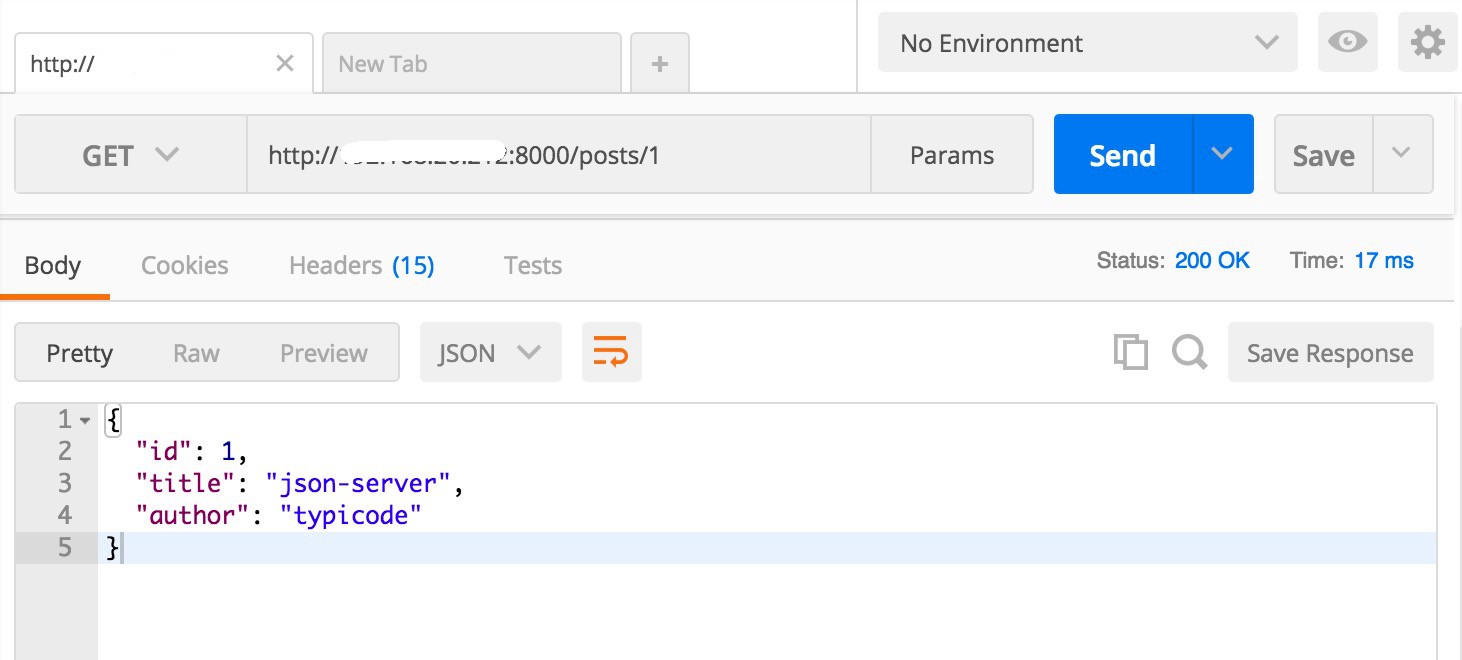 http://
New Tab
No Environment
GET
http:// :8000/posts/1
Params
Send
Save
Body
Cookies
Headers (15)
Tests
Status: 200 OK
Time: 17 ms
Pretty
Raw
Preview
JSON
Save Response
1 {
2 "id": 1,
3 "title": "json-server",
4 "author": "typicode"
5 }